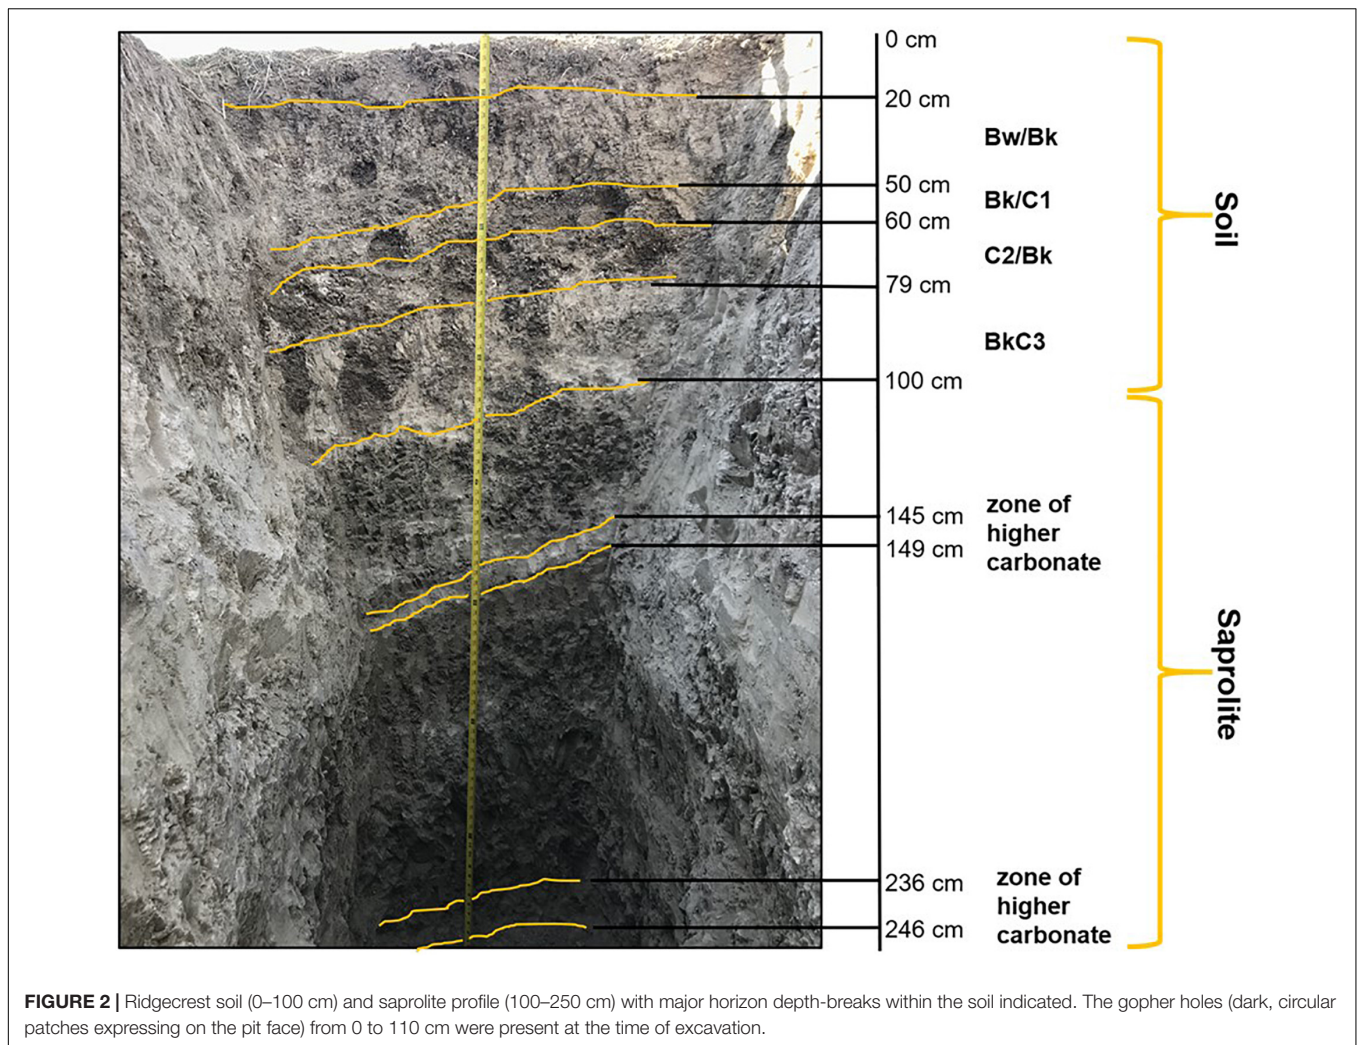 0 cm
20 cm
Bw/Bk
50 cm
Bk/C1
60 cm
C2/Bk
79 cm
BkC3
100 cm
Soil
145 cm
149 cm
zone of
higher
carbonate
Saprolite
236 cm
246 cm
zone of
higher
carbonate
FIGURE 2 | Ridgecrest soil (0–100 cm) and saprolite profile (100–250 cm) with major horizon depth-breaks within the soil indicated. The gopher holes (dark, circular
patches expressing on the pit face) from 0 to 110 cm were present at the time of excavation.